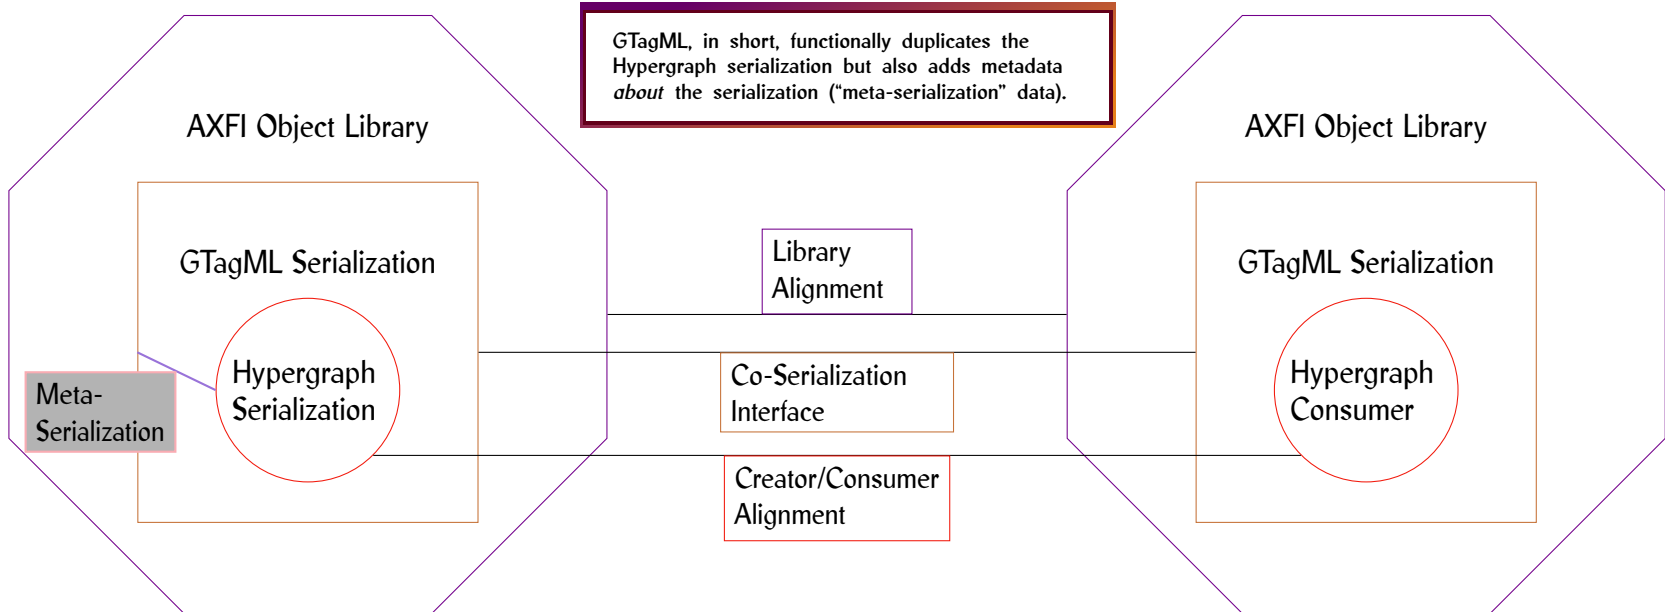 GTagML, in short, functionally duplicates the
Hypergraph serialization but also adds metadata
about the serialization (“meta-serialization” data).
AXFI Object Library
GTagML Serialization
Hypergraph
Serialization
Meta-
Serialization
Library
Alignment
Co-Serialization
Interface
Creator/Consumer
Alignment
AXFI Object Library
GTagML Serialization
Hypergraph
Consumer